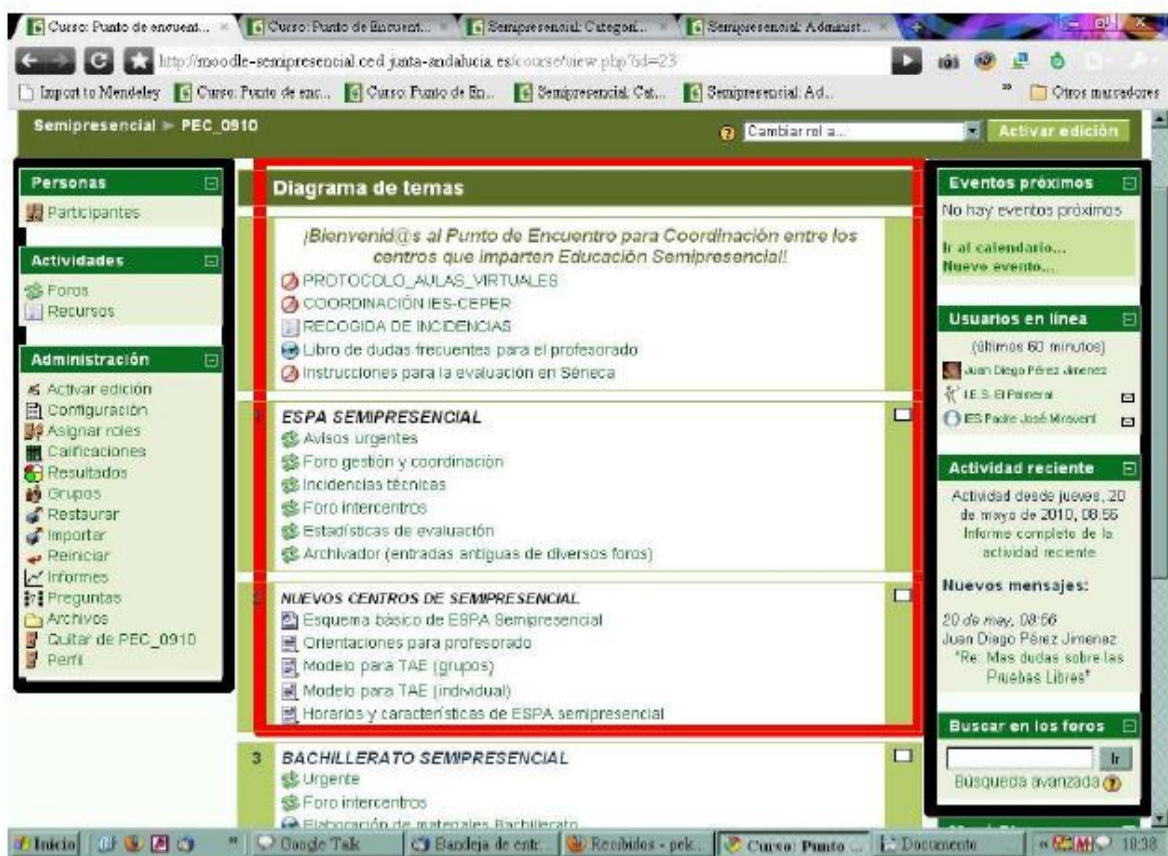 Curso: Punto de encuent...
Curso: Punto de Encuent...
Semipresencial: Categorí...
Semipresencial: Administ...
http://moodle-semipresencial.ced.junta-andalucia.es/course/view.php?id=23
Import to Mendeley
Curso: Punto de enc...
Curso: Punto de En...
Semipresencial: Cat...
Semipresencial: Ad...
Otros marcadores
Semipresencial ► PEC_0910
Cambiar rol a...
Activar edición
Personas
Participantes
Actividades
Foros
Recursos
Administración
Activar edición
Configuración
Asignar roles
Calificaciones
Resultados
Grupos
Restaurar
Importar
Reiniciar
Informes
Preguntas
Archivos
Quitar de PEC_0910
Perfil
Diagrama de temas
¡Bienvenid@s al Punto de Encuentro para Coordinación entre los
centros que imparten Educación Semipresencial!
PROTOCOLO_AULAS_VIRTUALES
COORDINACIÓN IES-CEPER
RECOGIDA DE INCIDENCIAS
Libro de dudas frecuentes para el profesorado
Instrucciones para la evaluación en Séneca
ESPA SEMIPRESENCIAL
Avisos urgentes
Foro gestión y coordinación
Incidencias técnicas
Foro intercentros
Estadísticas de evaluación
Archivador (entradas antiguas de diversos foros)
NUEVOS CENTROS DE SEMIPRESENCIAL
Esquema básico de ESPA Semipresencial
Orientaciones para profesorado
Modelo para TAE (grupos)
Modelo para TAE (individual)
Horarios y características de ESPA semipresencial
3 BACHILLERATO SEMIPRESENCIAL
Urgente
Foro intercentros
Elaboración de materiales Bachillerato
Eventos próximos
No hay eventos próximos
Ir al calendario...
Nuevo evento...
Usuarios en línea
(últimos 60 minutos)
Juan Diego Pérez Jimenez
I.E.S. El Palmeral
IES Padre José Miravent
Actividad reciente
Actividad desde jueves, 20
de mayo de 2010, 08:56
Informe completo de la
actividad reciente
Nuevos mensajes:
20 de may, 08:56
Juan Diego Pérez Jimenez
"Re: Mas dudas sobre las
Pruebas Libres"
Buscar en los foros
Ir
Búsqueda avanzada
Inicio
Google Talk
Bandeja de entr...
Recibidos - pek...
Curso: Punto ...
Documento
10:38